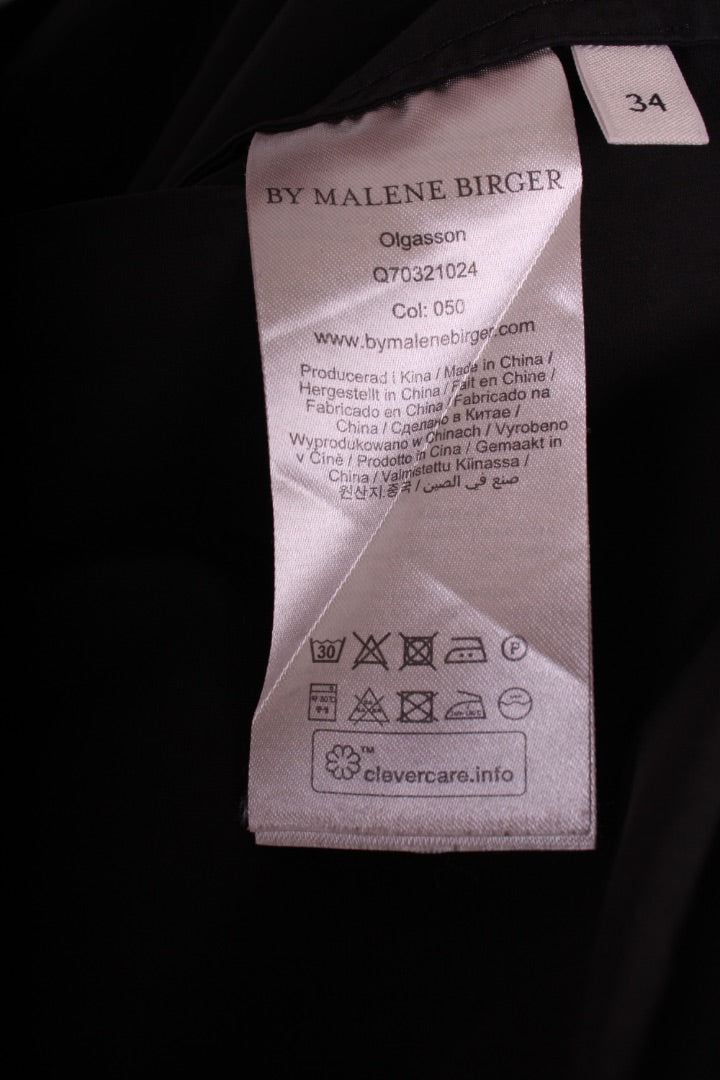 34
BY MALENE BIRGER
Olgasson
Q70321024
Col: 050
www.bymalenebirger.com
Producerad i Kina / Made in China /
Hergestellt in China / Fait en Chine /
Fabricado en China / Fabricado na
China / Сделано в Китае /
Wyprodukowano w Chinach / Vyrobeno
v Číně / Prodotto in Cina / Gemaakt in
China / Valmistettu Kiinassa /
원산지:중국 / صنع في الصين
30 P
™
clevercare.info